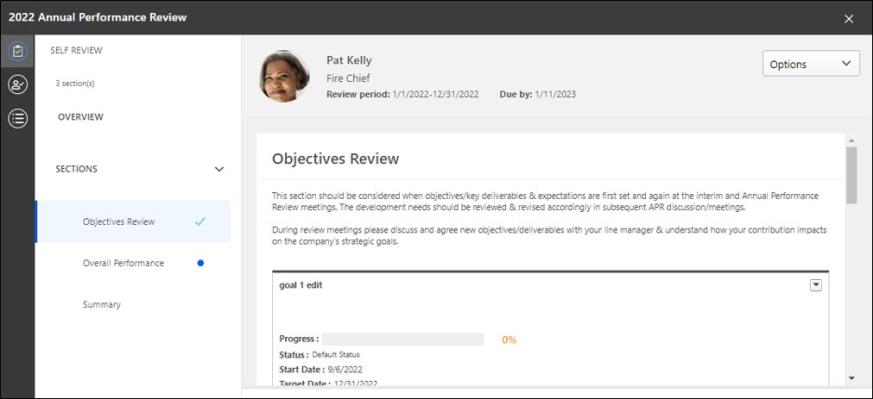 2022 Annual Performance Review
SELF REVIEW
3 section(s)
OVERVIEW
SECTIONS
Objectives Review
Overall Performance
Summary
Pat Kelly
Fire Chief
Review period: 1/1/2022-12/31/2022 Due by: 1/11/2023
Options
Objectives Review
This section should be considered when objectives/key deliverables & expectations are first set and again at the interim and Annual Performance
Review meetings. The development needs should be reviewed & revised accordingly in subsequent APR discussion/meetings.
During review meetings please discuss and agree new objectives/deliverables with your line manager & understand how your contribution impacts
on the company's strategic goals.
goal 1 edit
Progress : 0%
Status : Default Status
Start Date : 9/6/2022
Target Date : 12/31/2022